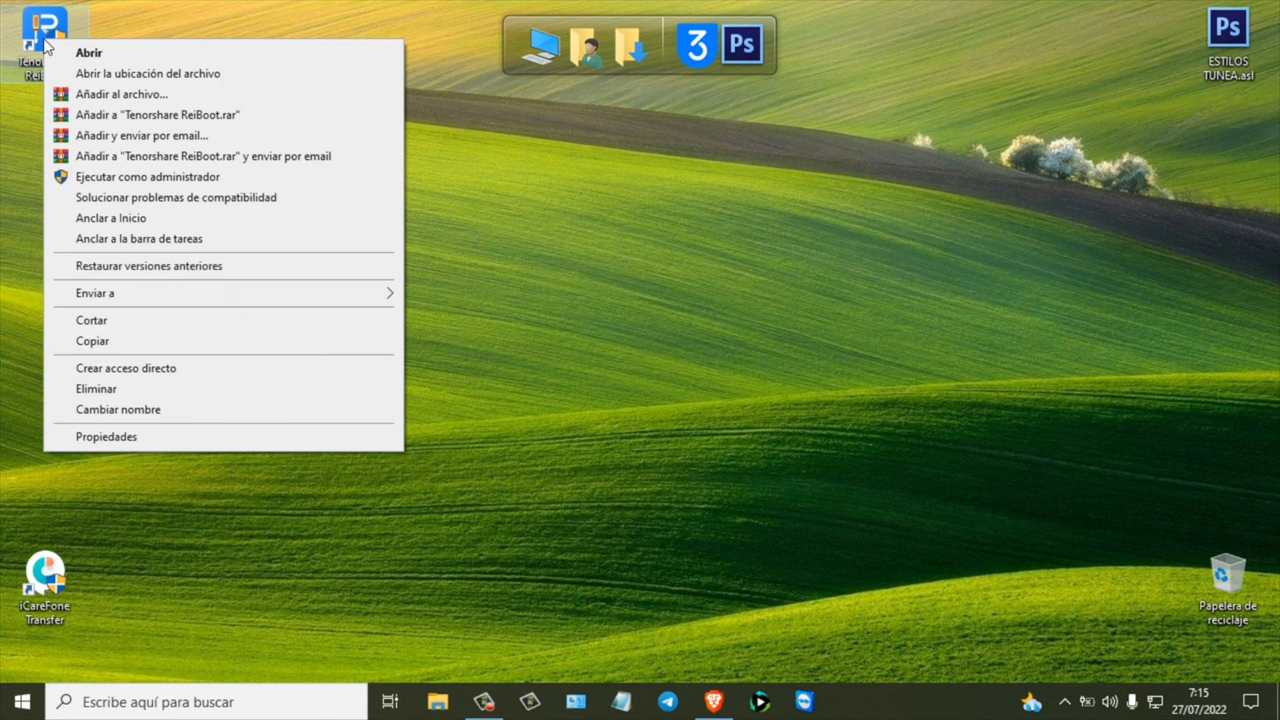 Abrir
Abrir la ubicación del archivo
Añadir al archivo...
Añadir a "Tenorshare ReiBoot.rar"
Añadir y enviar por email...
Añadir a "Tenorshare ReiBoot.rar" y enviar por email
Ejecutar como administrador
Solucionar problemas de compatibilidad
Anclar a Inicio
Anclar a la barra de tareas
Restaurar versiones anteriores
Enviar a
Cortar
Copiar
Crear acceso directo
Eliminar
Cambiar nombre
Propiedades
3
Ps
Ps
ESTILOS
TUNEA.asl
iCareFone
Transfer
Papelera de
reciclaje
Escribe aquí para buscar
7:15
27/07/2022